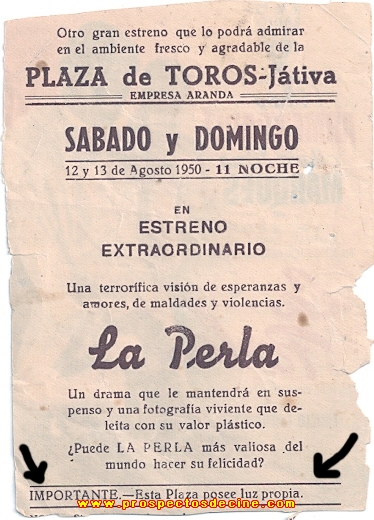 Otro gran estreno que lo podrá admirar
en el ambiente fresco y agradable de la
PLAZA de TOROS-Játiva
EMPRESA ARANDA
SABADO y DOMINGO
12 y 13 de Agosto 1950 - 11 NOCHE
EN
ESTRENO
EXTRAORDINARIO
Una terrorífica visión de esperanzas y
amores, de maldades y violencias.
La Perla
Un drama que le mantendrá en sus-
penso y una fotografía viviente que de-
leita con su valor plástico.
¿Puede LA PERLA más valiosa del
mundo hacer su felicidad?
IMPORTANTE.—Esta Plaza posee luz propia.
www.prospectosdecine.com